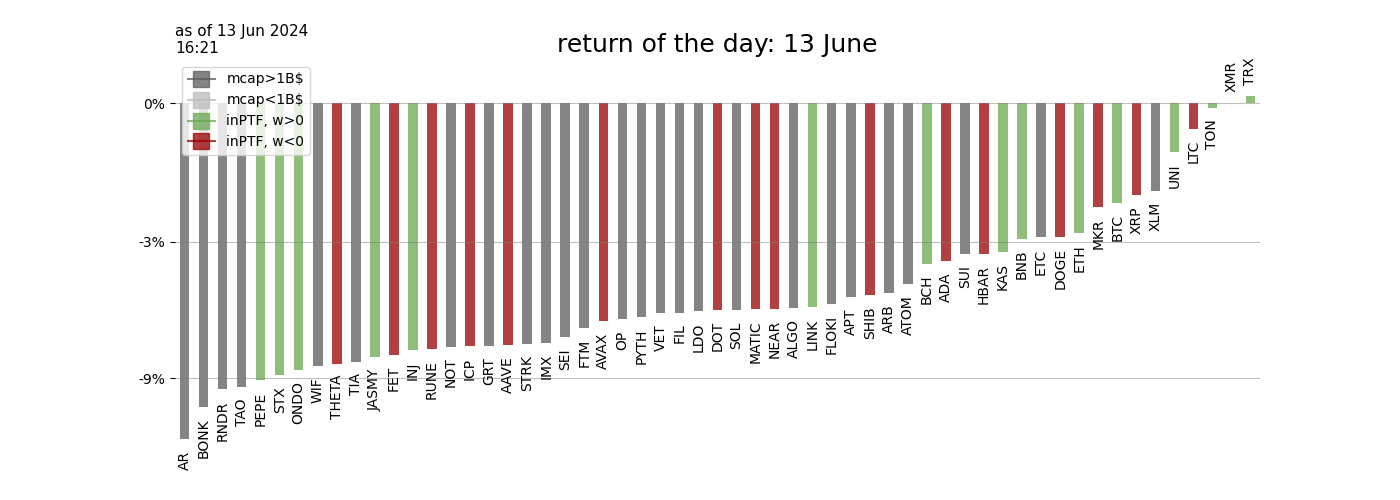 as of 13 Jun 2024
16:21
return of the day: 13 June
mcap>1B$
mcap<1B$
inPTF, w>0
inPTF, w<0
0%
-3%
-9%
AR
BONK
RNDR
TAO
PEPE
STX
ONDO
WIF
THETA
TIA
JASMY
FET
INJ
RUNE
NOT
ICP
GRT
AAVE
STRK
IMX
SEI
FTM
AVAX
OP
PYTH
VET
FIL
LDO
DOT
SOL
MATIC
NEAR
ALGO
LINK
FLOKI
APT
SHIB
ARB
ATOM
BCH
ADA
SUI
HBAR
KAS
BNB
ETC
DOGE
ETH
MKR
BTC
XRP
XLM
UNI
LTC
TON
XMR
TRX